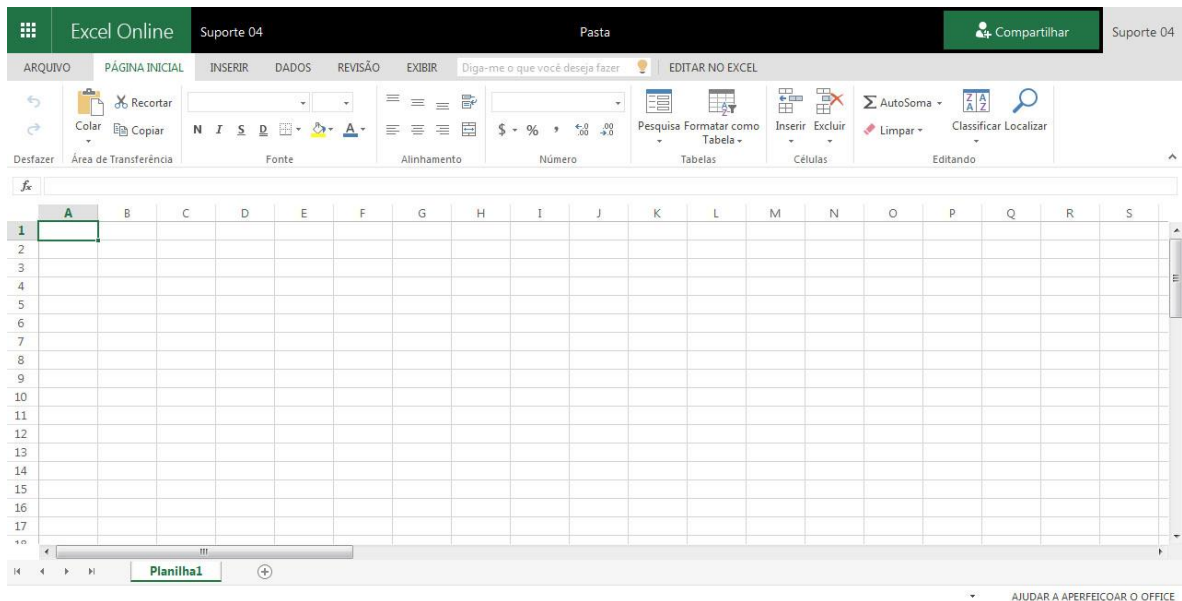 Excel Online Suporte 04 Pasta Compartilhar Suporte 04
ARQUIVO PÁGINA INICIAL INSERIR DADOS REVISÃO EXIBIR Diga-me o que você deseja fazer EDITAR NO EXCEL
Recortar AutoSoma
Colar Copiar N I S D A $ % , Pesquisa Formatar como Tabela Inserir Excluir Limpar Classificar Localizar
Desfazer Área de Transferência Fonte Alinhamento Número Tabelas Células Editando
fx
A B C D E F G H I J K L M N O P Q R S
1
2
3
4
5
6
7
8
9
10
11
12
13
14
15
16
17
18
Planilha1
AJUDAR A APERFEIÇOAR O OFFICE